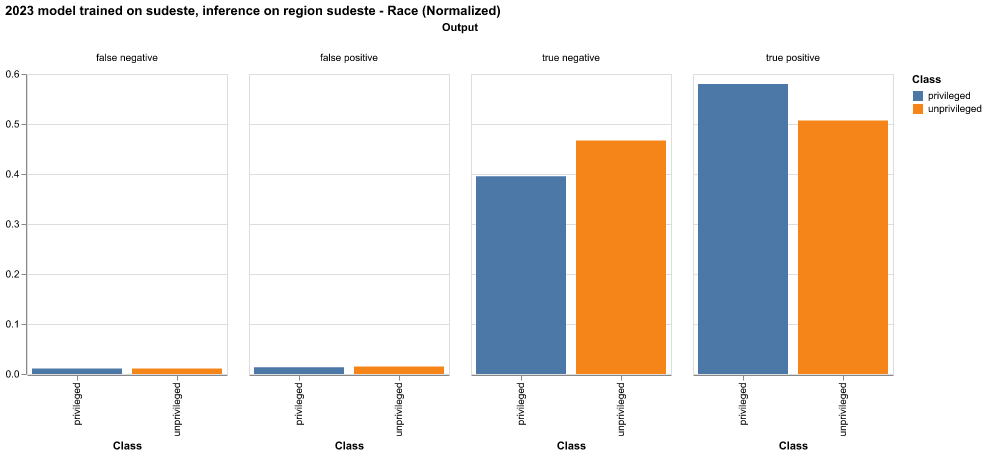 2023 model trained on sudeste, inference on region sudeste - Race (Normalized)
Output
false negative
false positive
true negative
true positive
Class
privileged
unprivileged
0.6
0.5
0.4
0.3
0.2
0.1
0.0
privileged
unprivileged
privileged
unprivileged
privileged
unprivileged
privileged
unprivileged
Class
Class
Class
Class